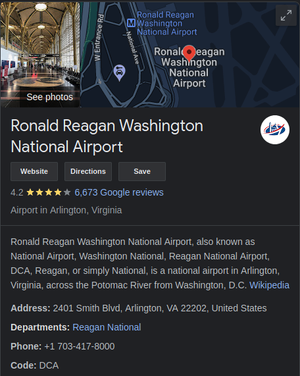 Ronald Reagan
Washington
National Airport
W Entrance Rd
National Ave
Ronald Reagan
Washington
National
Airport
See photos
Ronald Reagan Washington
National Airport
Website
Directions
Save
4.2 ★★★★★ 6,673 Google reviews
Airport in Arlington, Virginia
Ronald Reagan Washington National Airport, also known as
National Airport, Washington National, Reagan National Airport,
DCA, Reagan, or simply National, is a national airport in Arlington,
Virginia, across the Potomac River from Washington, D.C. Wikipedia
Address: 2401 Smith Blvd, Arlington, VA 22202, United States
Departments: Reagan National
Phone: +1 703-417-8000
Code: DCA